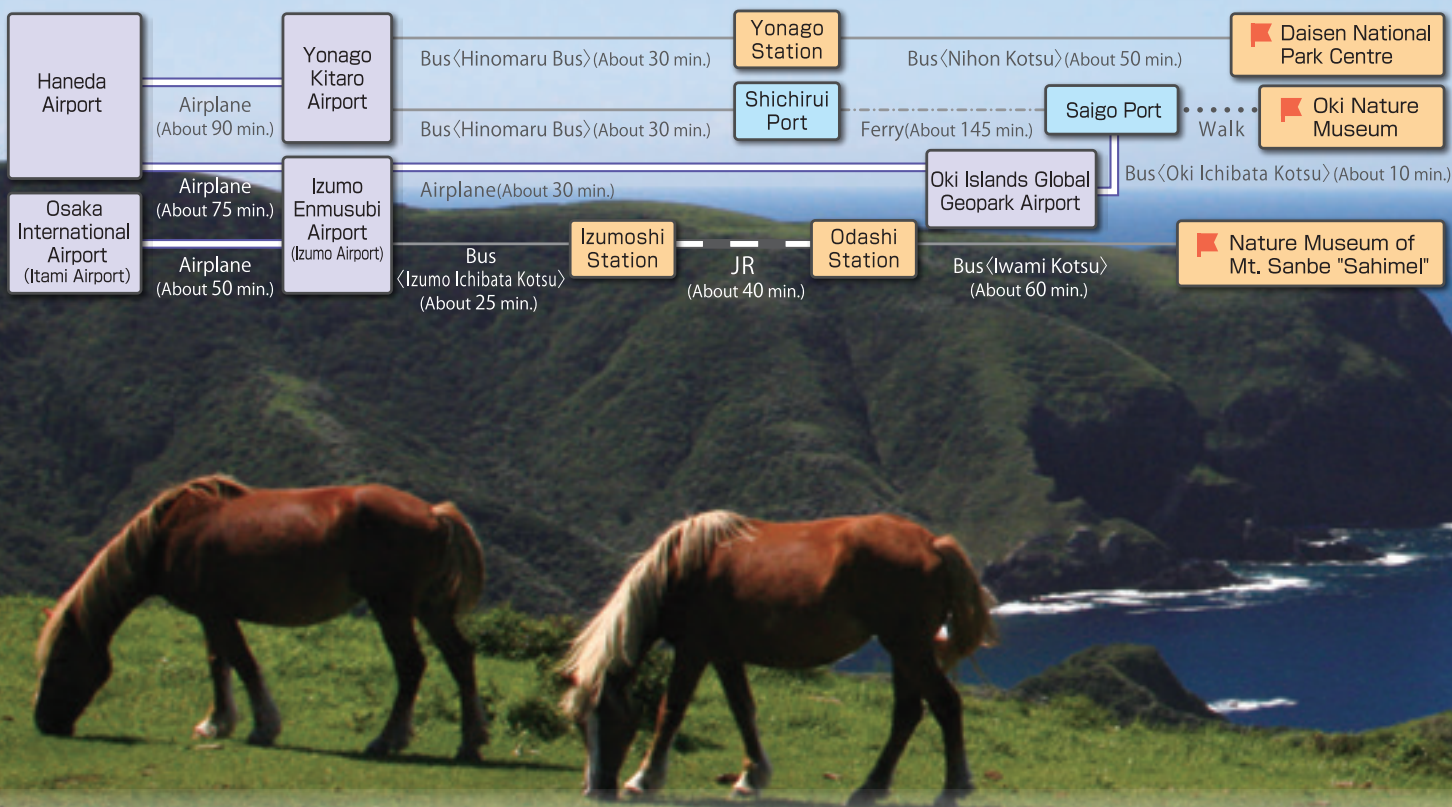 Haneda
Airport
Airplane
(About 90 min.)
Yonago
Kitaro
Airport
Bus〈Hinomaru Bus〉(About 30 min.)
Yonago
Station
Bus〈Nihon Kotsu〉(About 50 min.)
Daisen National
Park Centre
Bus〈Hinomaru Bus〉(About 30 min.)
Shichirui
Port
Ferry(About 145 min.)
Saigo Port
Walk
Oki Nature
Museum
Airplane
(About 75 min.)
Izumo
Enmusubi
Airport
(Izumo Airport)
Airplane(About 30 min.)
Oki Islands Global
Geopark Airport
Bus〈Oki Ichibata Kotsu〉(About 10 min.)
Osaka
International
Airport
(Itami Airport)
Airplane
(About 50 min.)
Bus
〈Izumo Ichibata Kotsu〉
(About 25 min.)
Izumoshi
Station
JR
(About 40 min.)
Odashi
Station
Bus〈Iwami Kotsu〉
(About 60 min.)
Nature Museum of
Mt. Sanbe "Sahimel"